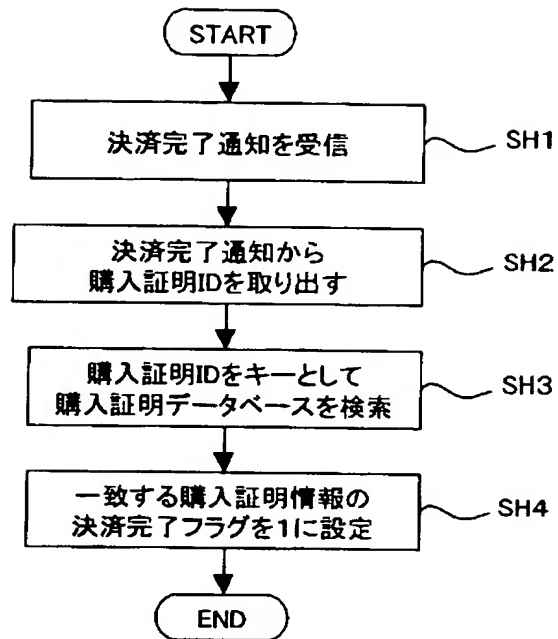 START
決済完了通知を受信
SH1
決済完了通知から
購入証明IDを取り出す
SH2
購入証明IDをキーとして
購入証明データベースを検索
SH3
一致する購入証明情報の
決済完了フラグを1に設定
SH4
END